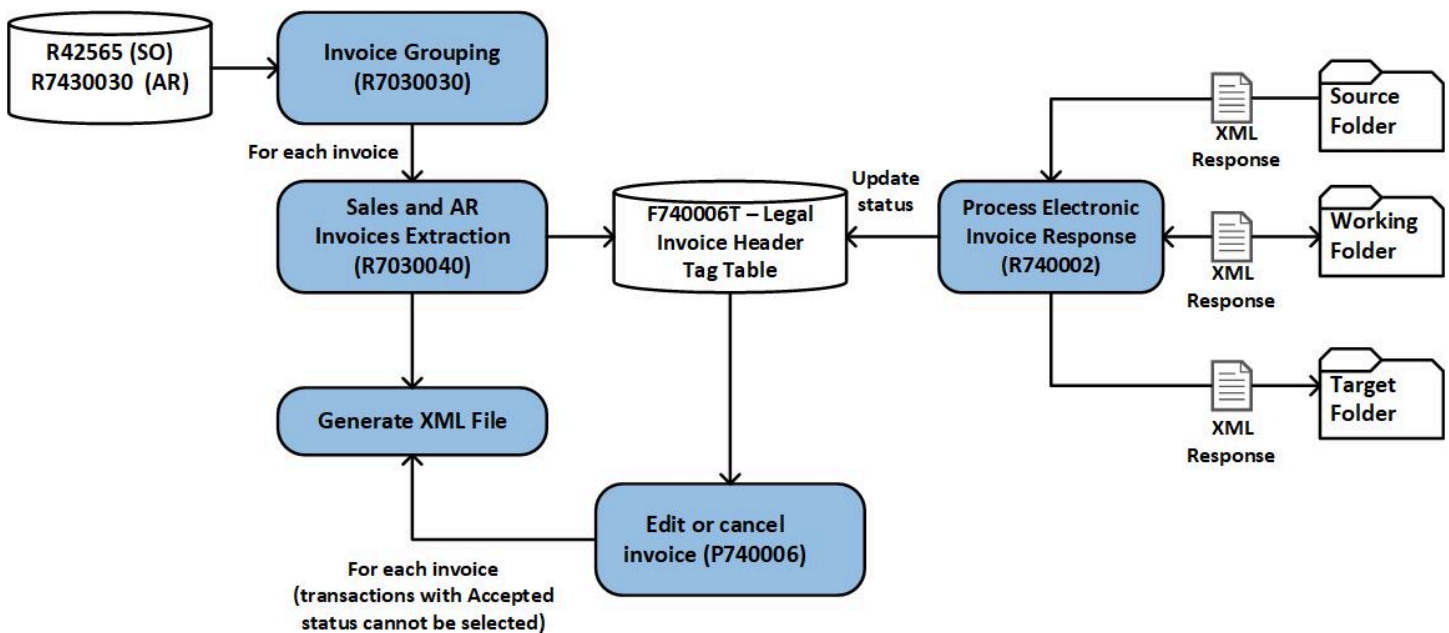 R42565 (SO)
R7430030 (AR)
Invoice Grouping
(R7030030)
For each invoice
Sales and AR
Invoices Extraction
(R7030040)
F740006T – Legal
Invoice Header
Tag Table
Update
status
Process Electronic
Invoice Response
(R740002)
XML
Response
Source
Folder
XML
Response
Working
Folder
XML
Response
Target
Folder
Generate XML File
Edit or cancel
invoice (P740006)
For each invoice
(transactions with Accepted
status cannot be selected)